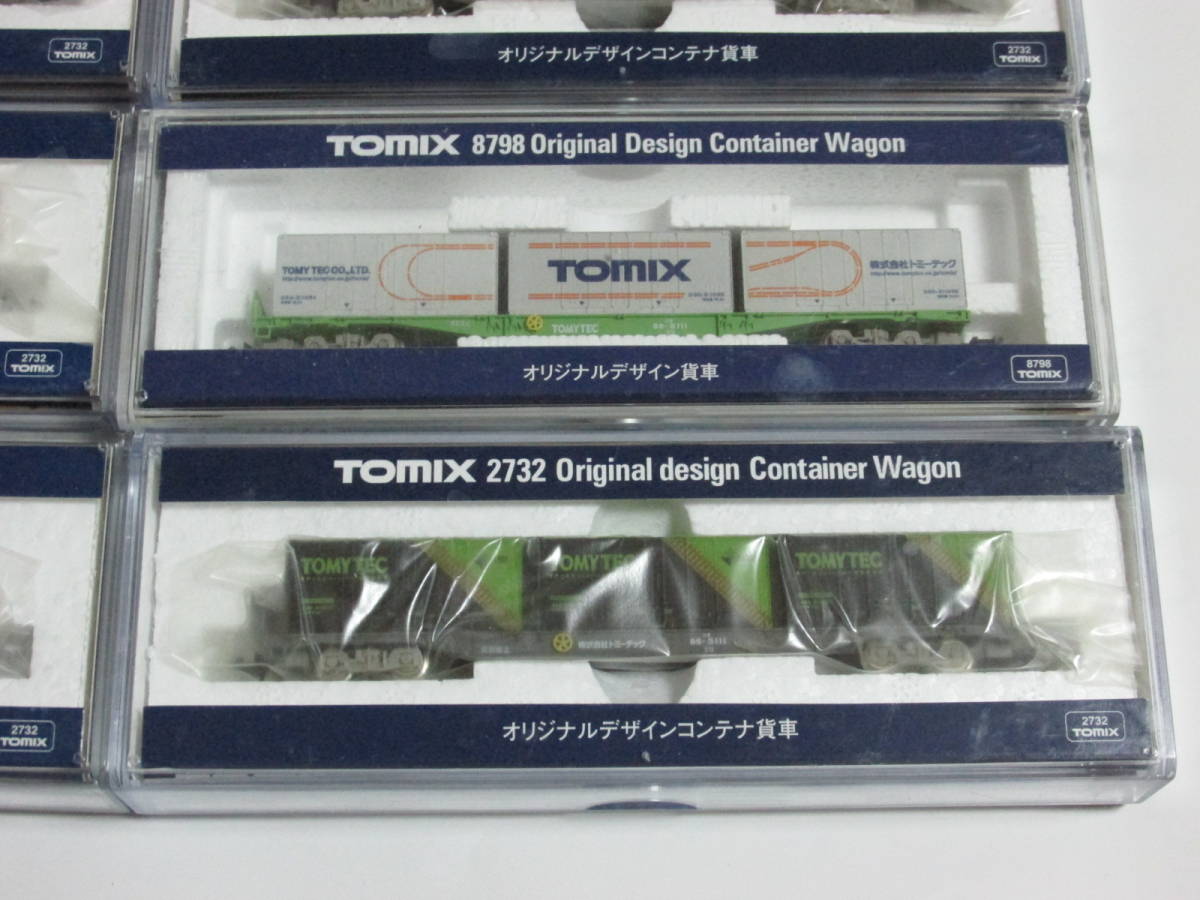 2732
TOMIX
オリジナルデザインコンテナ貨車
2732
TOMIX
TOMIX 8798 Original Design Container Wagon
TOMY TEC CO.,LTD.
TOMIX
株式会社トミーテック
TOMYTEC
オリジナルデザイン貨車
8798
TOMIX
2732
TOMIX
TOMIX 2732 Original design Container Wagon
TOMYTEC
TOMYTEC
TOMYTEC
株式会社トミーテック
オリジナルデザインコンテナ貨車
2732
TOMIX
2732
TOMIX